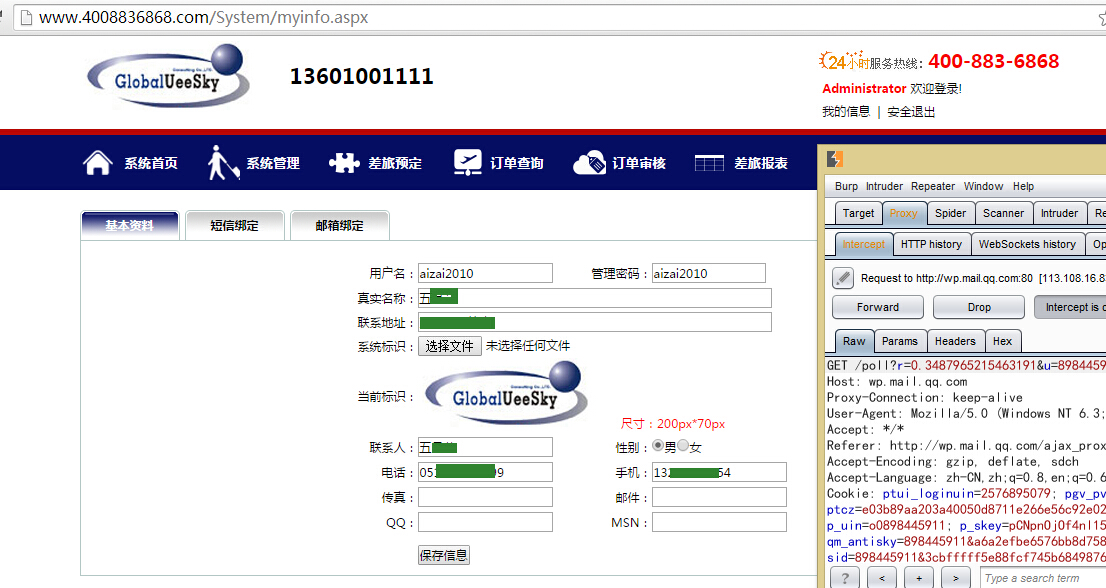 www.4008836868.com/System/myinfo.aspx
Consulting Co.,LTD.
GlobalUeeSky
13601001111
24小时服务热线: 400-883-6868
Administrator 欢迎登录!
我的信息 | 安全退出
系统首页 系统管理 差旅预定 订单查询 订单审核 差旅报表
基本资料 短信绑定 邮箱绑定
用户名: aizai2010 管理密码: aizai2010
真实名称: 五
联系地址:
系统标识: 选择文件 未选择任何文件
当前标识:
Consulting Co.,LTD.
GlobalUeeSky
尺寸:200px*70px
联系人: 五 性别: 男 女
电话: 05 9 手机: 13 54
传真: 邮件:
QQ: MSN:
保存信息
Burp Intruder Repeater Window Help
Target Proxy Spider Scanner Intruder Re
Intercept HTTP history WebSockets history Op
Request to http://wp.mail.qq.com:80 [113.108.16.8
Forward Drop Intercept is o
Raw Params Headers Hex
GET /poll?r=0.3487965215463191&u=8984459
Host: wp.mail.qq.com
Proxy-Connection: keep-alive
User-Agent: Mozilla/5.0 (Windows NT 6.3;
Accept: */*
Referer: http://wp.mail.qq.com/ajax_prox
Accept-Encoding: gzip, deflate, sdch
Accept-Language: zh-CN,zh;q=0.8,en;q=0.6
Cookie: ptui_loginuin=2576895079; pgv_pv
ptcz=e03b89aa203a40050d8711e266e56c92e02
p_uin=o0898445911; p_skey=pCNpnOjOf4nl15
qm_antisky=898445911&a6a2efbe6576bb8d758
sid=898445911&3cbfffff5e88fcf745b6849876
? < + > Type a search term